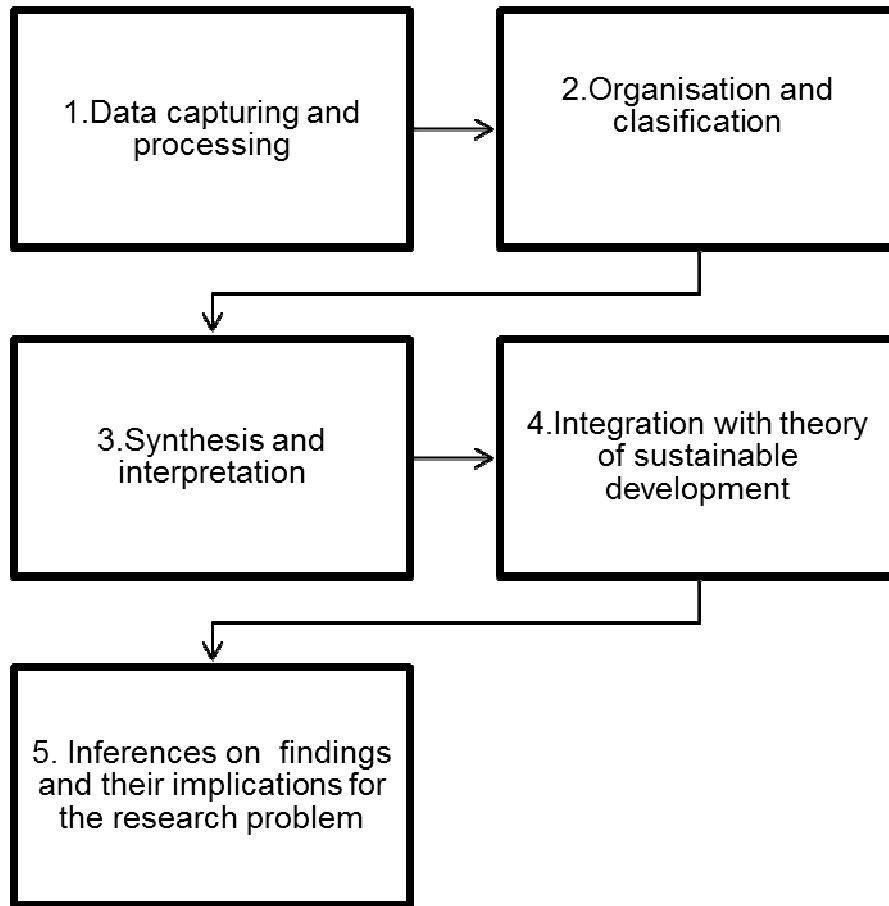 1.Data capturing and
processing
2.Organisation and
clasification
3.Synthesis and
interpretation
4.Integration with theory
of sustainable
development
5. Inferences on  findings
and their implications for
the research problem